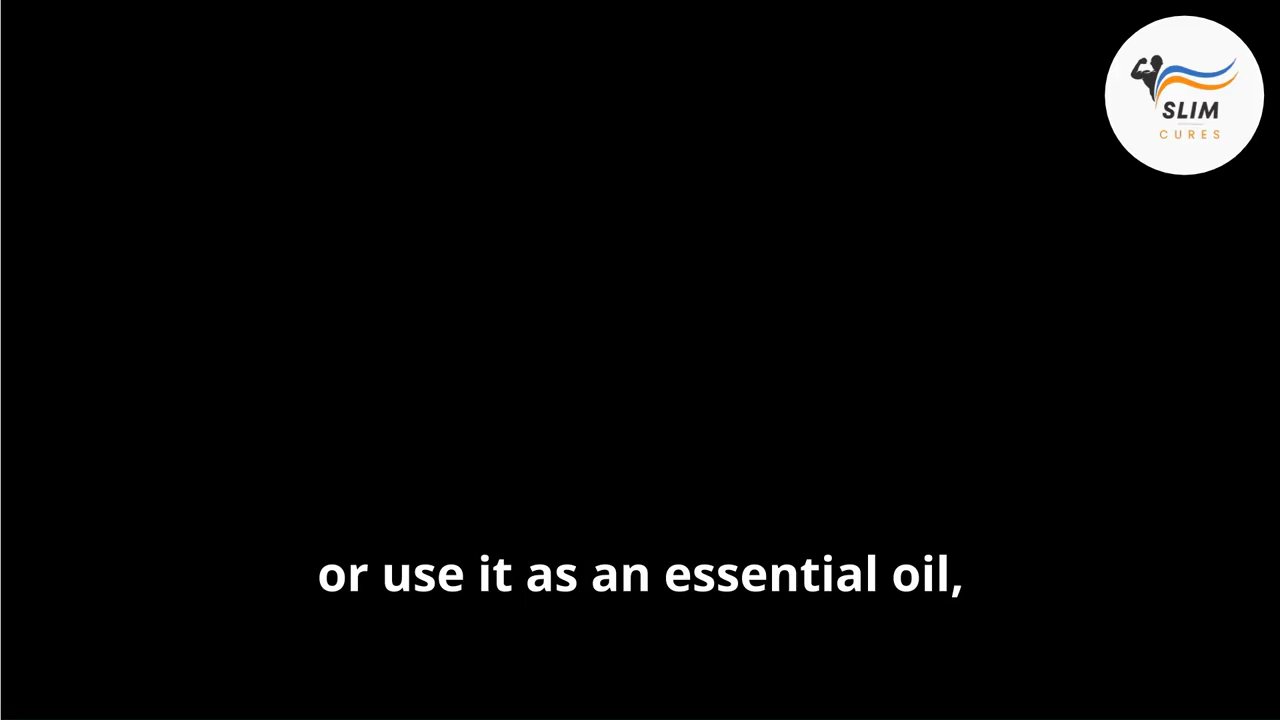 SLIM
CURES
or use it as an essential oil,